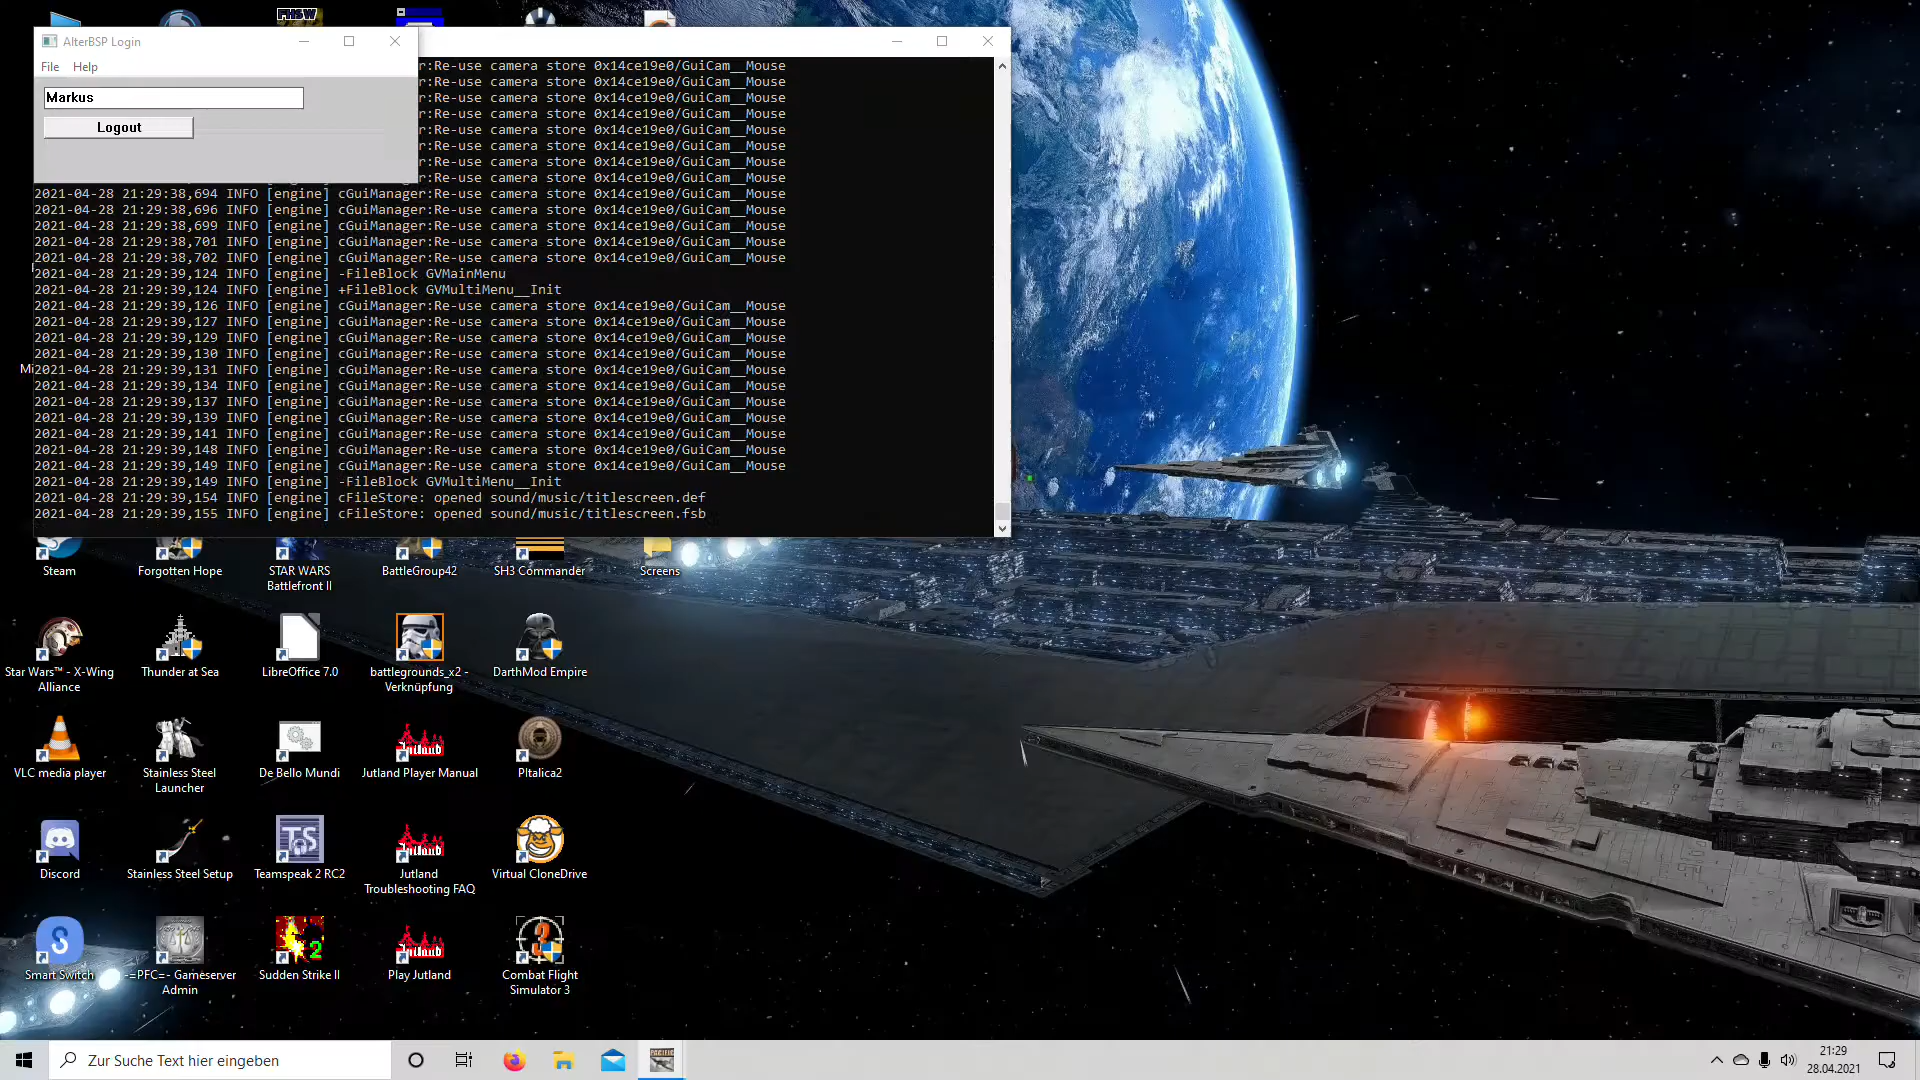 FHSW
AlterBSP Login
File Help
Markus
Logout
r:Re-use camera store 0x14ce19e0/GuiCam__Mouse
r:Re-use camera store 0x14ce19e0/GuiCam__Mouse
r:Re-use camera store 0x14ce19e0/GuiCam__Mouse
r:Re-use camera store 0x14ce19e0/GuiCam__Mouse
r:Re-use camera store 0x14ce19e0/GuiCam__Mouse
r:Re-use camera store 0x14ce19e0/GuiCam__Mouse
r:Re-use camera store 0x14ce19e0/GuiCam__Mouse
r:Re-use camera store 0x14ce19e0/GuiCam__Mouse
2021-04-28 21:29:38,694 INFO [engine] cGuiManager:Re-use camera store 0x14ce19e0/GuiCam__Mouse
2021-04-28 21:29:38,696 INFO [engine] cGuiManager:Re-use camera store 0x14ce19e0/GuiCam__Mouse
2021-04-28 21:29:38,699 INFO [engine] cGuiManager:Re-use camera store 0x14ce19e0/GuiCam__Mouse
2021-04-28 21:29:38,701 INFO [engine] cGuiManager:Re-use camera store 0x14ce19e0/GuiCam__Mouse
2021-04-28 21:29:38,702 INFO [engine] cGuiManager:Re-use camera store 0x14ce19e0/GuiCam__Mouse
2021-04-28 21:29:39,124 INFO [engine] -FileBlock GVMainMenu
2021-04-28 21:29:39,124 INFO [engine] +FileBlock GVMultiMenu__Init
2021-04-28 21:29:39,126 INFO [engine] cGuiManager:Re-use camera store 0x14ce19e0/GuiCam__Mouse
2021-04-28 21:29:39,127 INFO [engine] cGuiManager:Re-use camera store 0x14ce19e0/GuiCam__Mouse
2021-04-28 21:29:39,129 INFO [engine] cGuiManager:Re-use camera store 0x14ce19e0/GuiCam__Mouse
2021-04-28 21:29:39,130 INFO [engine] cGuiManager:Re-use camera store 0x14ce19e0/GuiCam__Mouse
Mi 2021-04-28 21:29:39,131 INFO [engine] cGuiManager:Re-use camera store 0x14ce19e0/GuiCam__Mouse
2021-04-28 21:29:39,134 INFO [engine] cGuiManager:Re-use camera store 0x14ce19e0/GuiCam__Mouse
2021-04-28 21:29:39,137 INFO [engine] cGuiManager:Re-use camera store 0x14ce19e0/GuiCam__Mouse
2021-04-28 21:29:39,139 INFO [engine] cGuiManager:Re-use camera store 0x14ce19e0/GuiCam__Mouse
2021-04-28 21:29:39,141 INFO [engine] cGuiManager:Re-use camera store 0x14ce19e0/GuiCam__Mouse
2021-04-28 21:29:39,148 INFO [engine] cGuiManager:Re-use camera store 0x14ce19e0/GuiCam__Mouse
2021-04-28 21:29:39,149 INFO [engine] cGuiManager:Re-use camera store 0x14ce19e0/GuiCam__Mouse
2021-04-28 21:29:39,149 INFO [engine] -FileBlock GVMultiMenu__Init
2021-04-28 21:29:39,154 INFO [engine] cFileStore: opened sound/music/titlescreen.def
2021-04-28 21:29:39,155 INFO [engine] cFileStore: opened sound/music/titlescreen.fsb
Steam
Forgotten Hope
STAR WARS
Battlefront II
BattleGroup42
SH3 Commander
Screens
Star Wars™ - X-Wing
Alliance
Thunder at Sea
LibreOffice 7.0
battlegrounds_x2 -
Verknüpfung
DarthMod Empire
Jutland
VLC media player
Stainless Steel
Launcher
De Bello Mundi
Jutland Player Manual
PItalica2
TS
Jutland
Discord
Stainless Steel Setup
Teamspeak 2 RC2
Jutland
Troubleshooting FAQ
Virtual CloneDrive
S
2
Jutland
3
Smart Switch
-=PFC=- Gameserver
Admin
Sudden Strike II
Play Jutland
Combat Flight
Simulator 3
Zur Suche Text hier eingeben
PACIFIC
21:29
28.04.2021